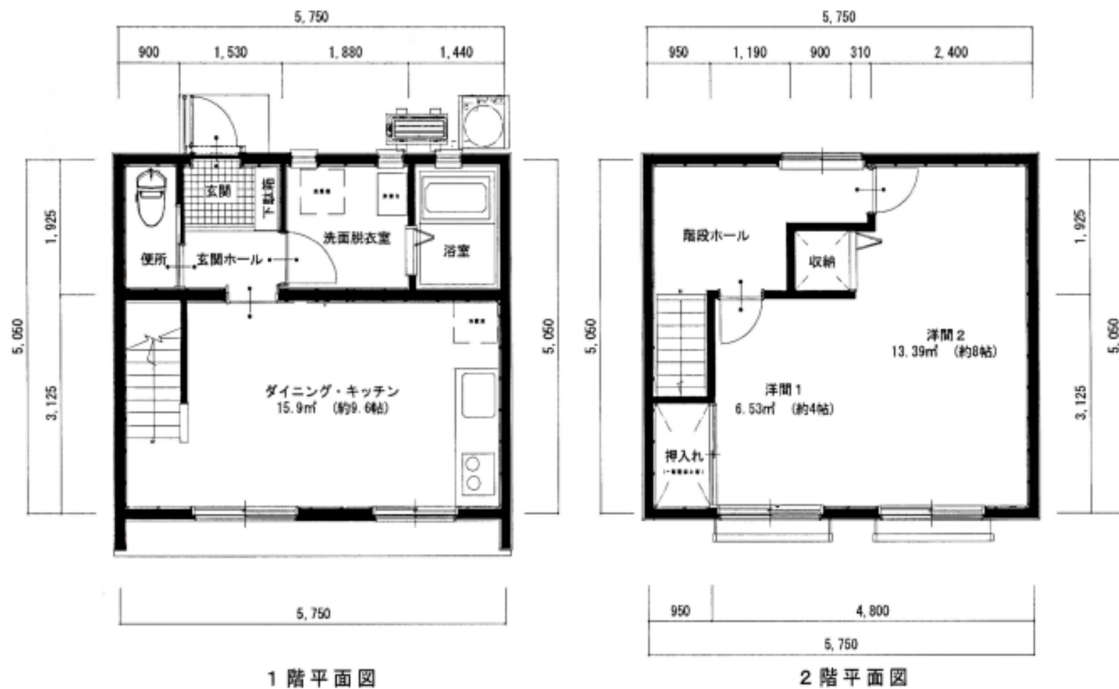 5,750
900
1,530
1,880
1,440
5,050
1,925
3,125
5,050
玄関
下駄箱
便所
玄関ホール
洗面脱衣室
浴室
ダイニング・キッチン
15.9㎡ (約9.6帖)
5,750
1階平面図
5,750
950
1,190
900
310
2,400
5,050
1,925
3,125
5,050
階段ホール
収納
洋間2
13.39㎡ (約8帖)
洋間1
6.53㎡ (約4帖)
押入れ
950
4,800
5,750
2階平面図